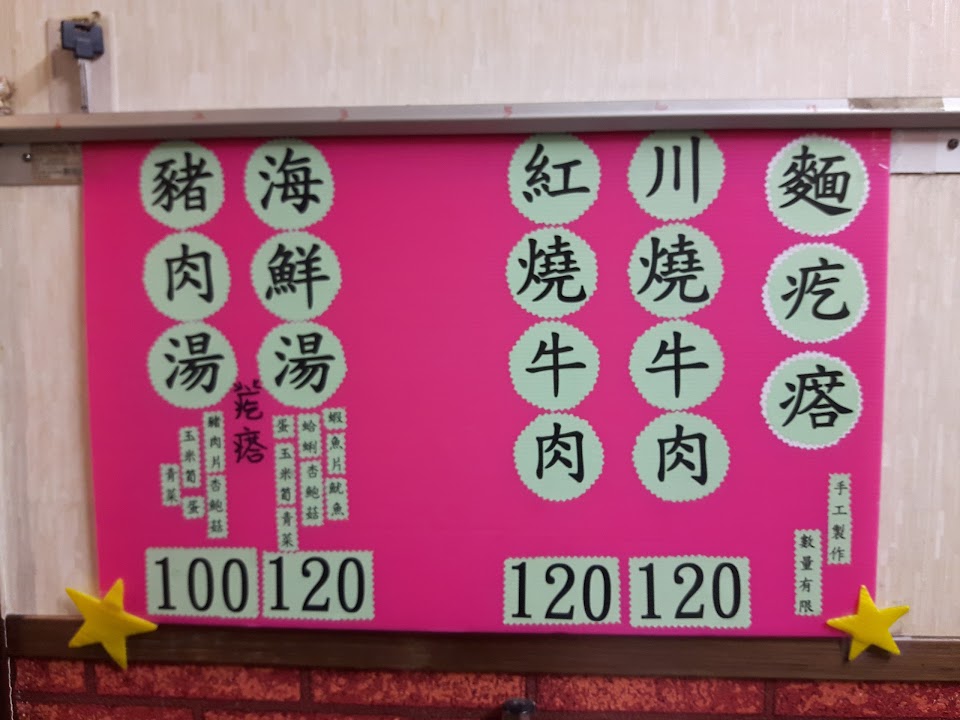 麵疙瘩
手工製作
數量有限
川燒牛肉
120
紅燒牛肉
120
海鮮湯
蝦魚片魷魚
蛤蜊杏鮑菇
蛋玉米筍青菜
120
疙瘩
豬肉湯
豬肉片杏鮑菇
玉米筍蛋
青菜
100